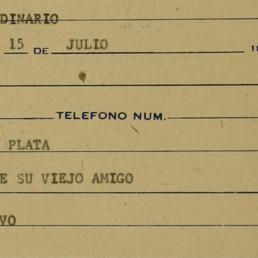 DINARIO
15 DE JULIO
TELEFONO NUM.
PLATA
E SU VIEJO AMIGO
VO